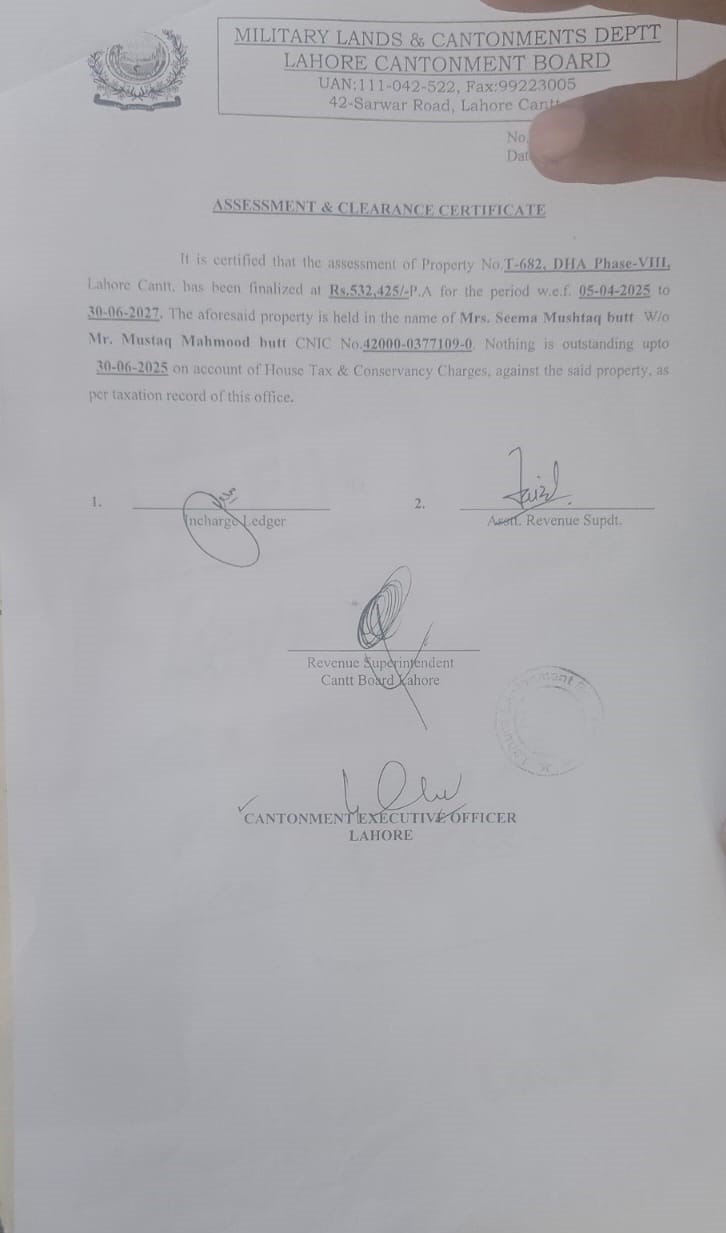 MILITARY LANDS & CANTONMENTS DEPTT
LAHORE CANTONMENT BOARD
UAN:111-042-522, Fax:99223005
42-Sarwar Road, Lahore Cantt
No.
Dat
ASSESSMENT & CLEARANCE CERTIFICATE
It is certified that the assessment of Property No.T-682, DHA Phase-VIII,
Lahore Cantt, has been finalized at Rs.532,425/-P.A for the period w.e.f. 05-04-2025 to
30-06-2027. The aforesaid property is held in the name of Mrs. Seema Mushtaq butt W/o
Mr. Mustaq Mahmood butt CNIC No.42000-0377109-0. Nothing is outstanding upto
30-06-2025 on account of House Tax & Conservancy Charges, against the said property, as
per taxation record of this office.
1. 2.
Incharge Ledger Asstt. Revenue Supdt.
Revenue Superintendent
Cantt Board Lahore
CANTONMENT EXECUTIVE OFFICER
LAHORE